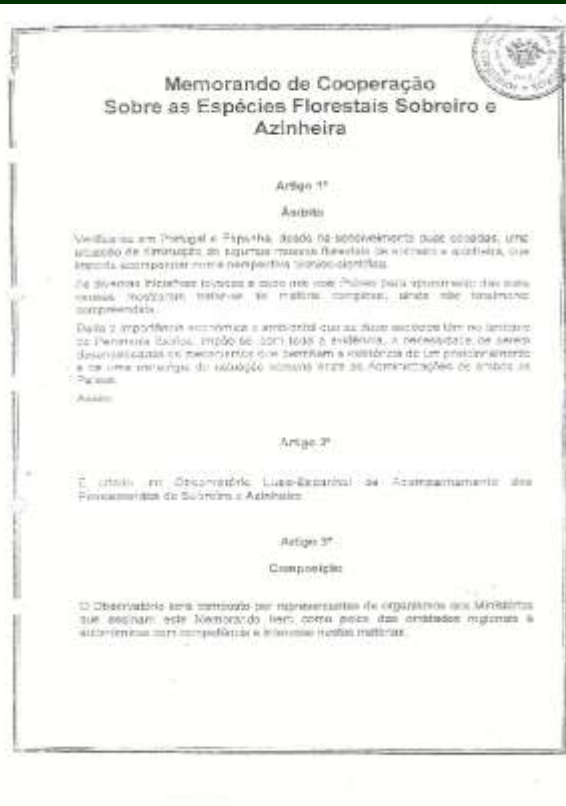 Memorando de Cooperação
Sobre as Espécies Florestais Sobreiro e
Azinheira
Artigo 1º
Âmbito
Verifica-se em Portugal e Espanha, desde há sensivelmente duas décadas, uma
situação de diminuição de algumas massas florestais de sobreiro e azinheira, que
importa acompanhar numa perspectiva técnico-científica.
As diversas iniciativas levadas a cabo nos dois Países para apuramento das suas
causas mostraram tratar-se de matéria complexa, ainda não totalmente
compreendida.
Dada a importância económica e ambiental que as duas espécies têm no território
da Península Ibérica, impõe-se com toda a evidência, a necessidade de serem
desencadeados os mecanismos que permitam a existência de um posicionamento
e de uma estratégia de actuação comuns entre as Administrações de ambos os
Países.
Assim:
Artigo 2º
É criado um Observatório Luso-Espanhol de Acompanhamento dos
Povoamentos de Sobreiro e Azinheira.
Artigo 3º
Composição
O Observatório será composto por representantes de organismos dos Ministérios
que assinam este Memorando bem como pelos das entidades regionais e
autonómicas com competência e interesse nestas matérias.